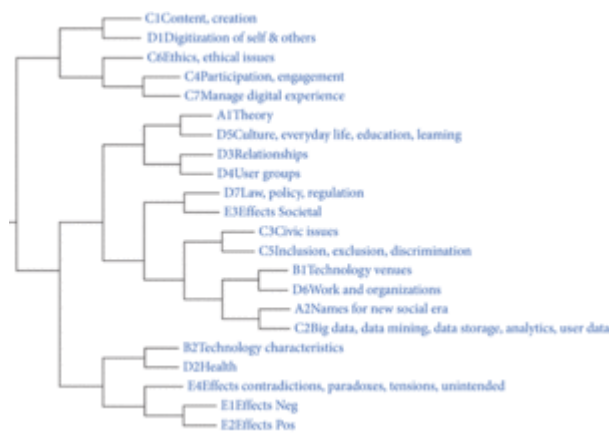 C1Content, creation
D1Digitization of self & others
C6Ethics, ethical issues
C4Participation, engagement
C7Manage digital experience
A1Theory
D5Culture, everyday life, education, learning
D3Relationships
D4User groups
D7Law, policy, regulation
E3Effects Societal
C3Civic issues
C5Inclusion, exclusion, discrimination
B1Technology venues
D6Work and organizations
A2Names for new social era
C2Big data, data mining, data storage, analytics, user data
B2Technology characteristics
D2Health
E4Effects contradictions, paradoxes, tensions, unintended
E1Effects Neg
E2Effects Pos